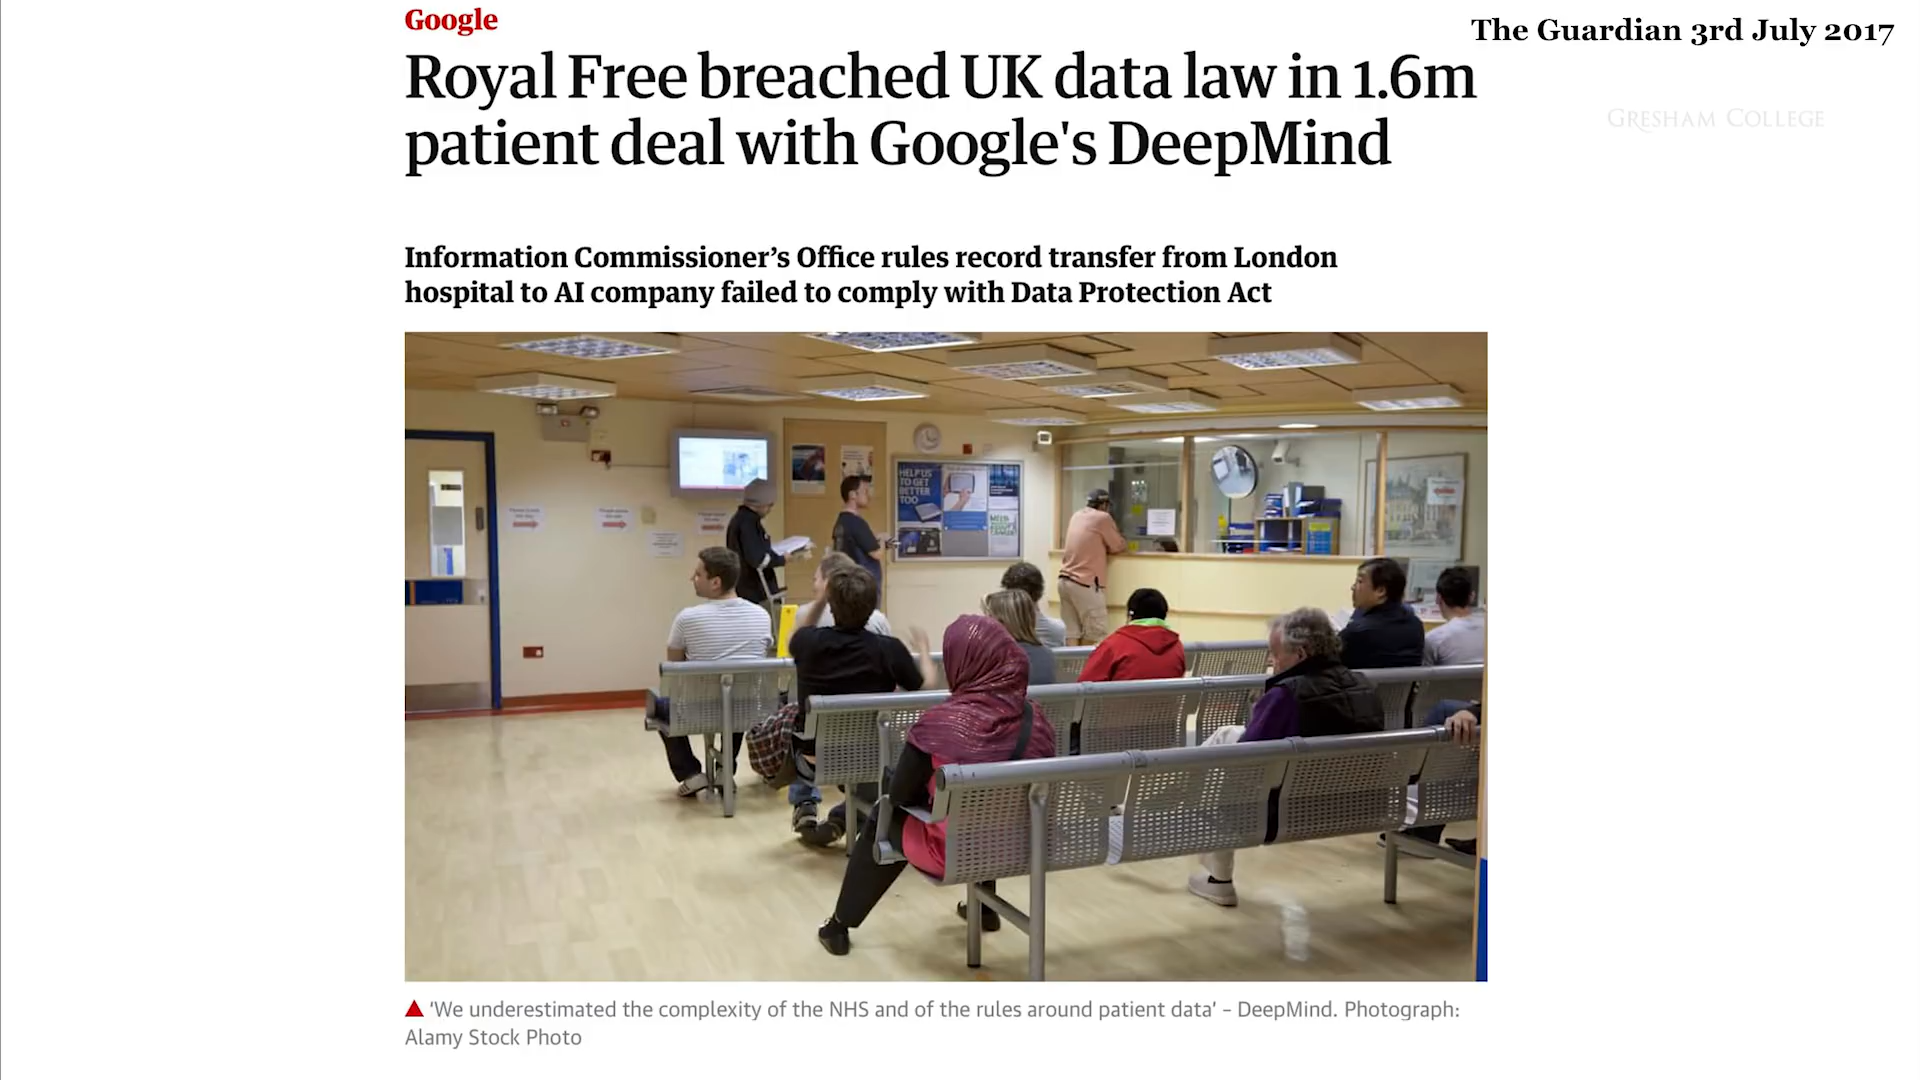 Google
The Guardian 3rd July 2017
Royal Free breached UK data law in 1.6m
patient deal with Google's DeepMind
GRESHAM COLLEGE
Information Commissioner’s Office rules record transfer from London
hospital to AI company failed to comply with Data Protection Act
HELP US
TO GET
BETTER
TOO
▲ 'We underestimated the complexity of the NHS and of the rules around patient data' – DeepMind. Photograph:
Alamy Stock Photo